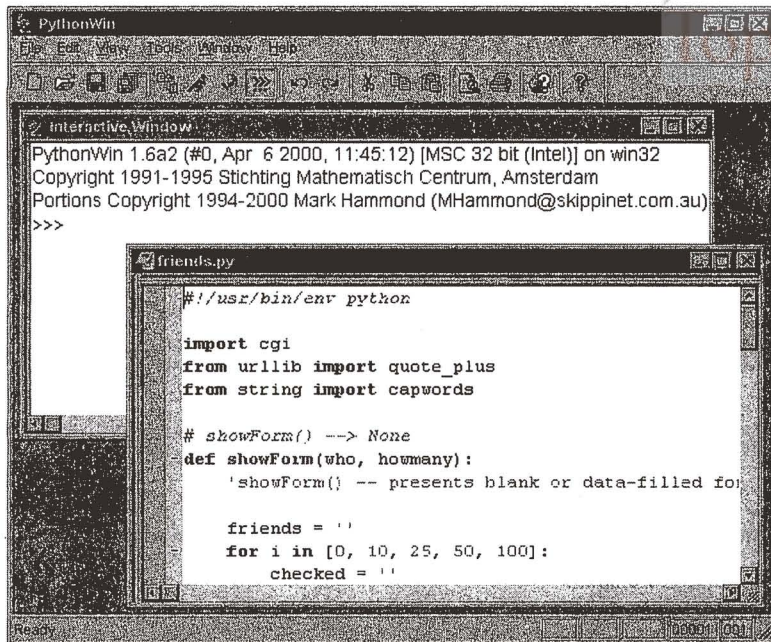 PythonWin
File Edit View Tools Window Help
Interactive Window
PythonWin 1.6a2 (#0, Apr 6 2000, 11:45:12) [MSC 32 bit (Intel)] on win32
Copyright 1991-1995 Stichting Mathematisch Centrum, Amsterdam
Portions Copyright 1994-2000 Mark Hammond (MHammond@skippinet.com.au)
>>>
friends.py
#!/usr/bin/env python
import cgi
from urllib import quote_plus
from string import capwords
# showForm() --> None
def showForm(who, howmany):
'showForm() -- presents blank or data-filled for
friends = ''
for i in [0, 10, 25, 50, 100]:
checked = ''
Ready
00001 001